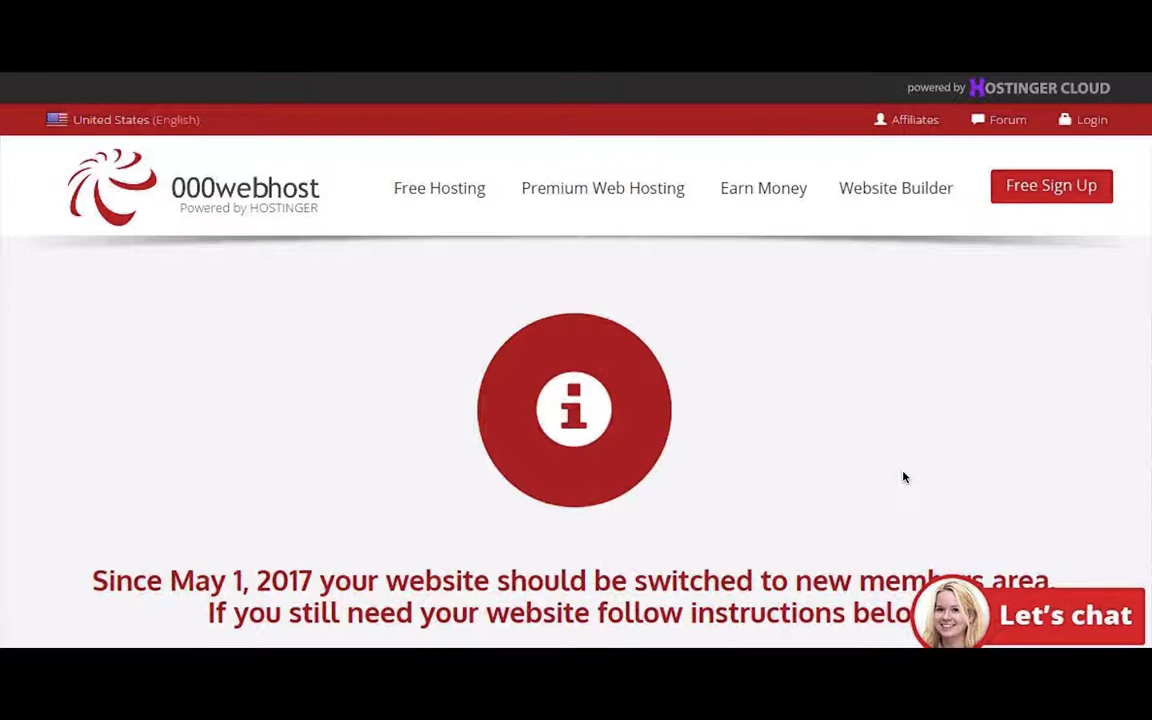 powered by HOSTINGER CLOUD
United States (English) Affiliates Forum Login
000webhost
Powered by HOSTINGER
Free Hosting Premium Web Hosting Earn Money Website Builder Free Sign Up
i
Since May 1, 2017 your website should be switched to new members area.
If you still need your website follow instructions
Let's chat